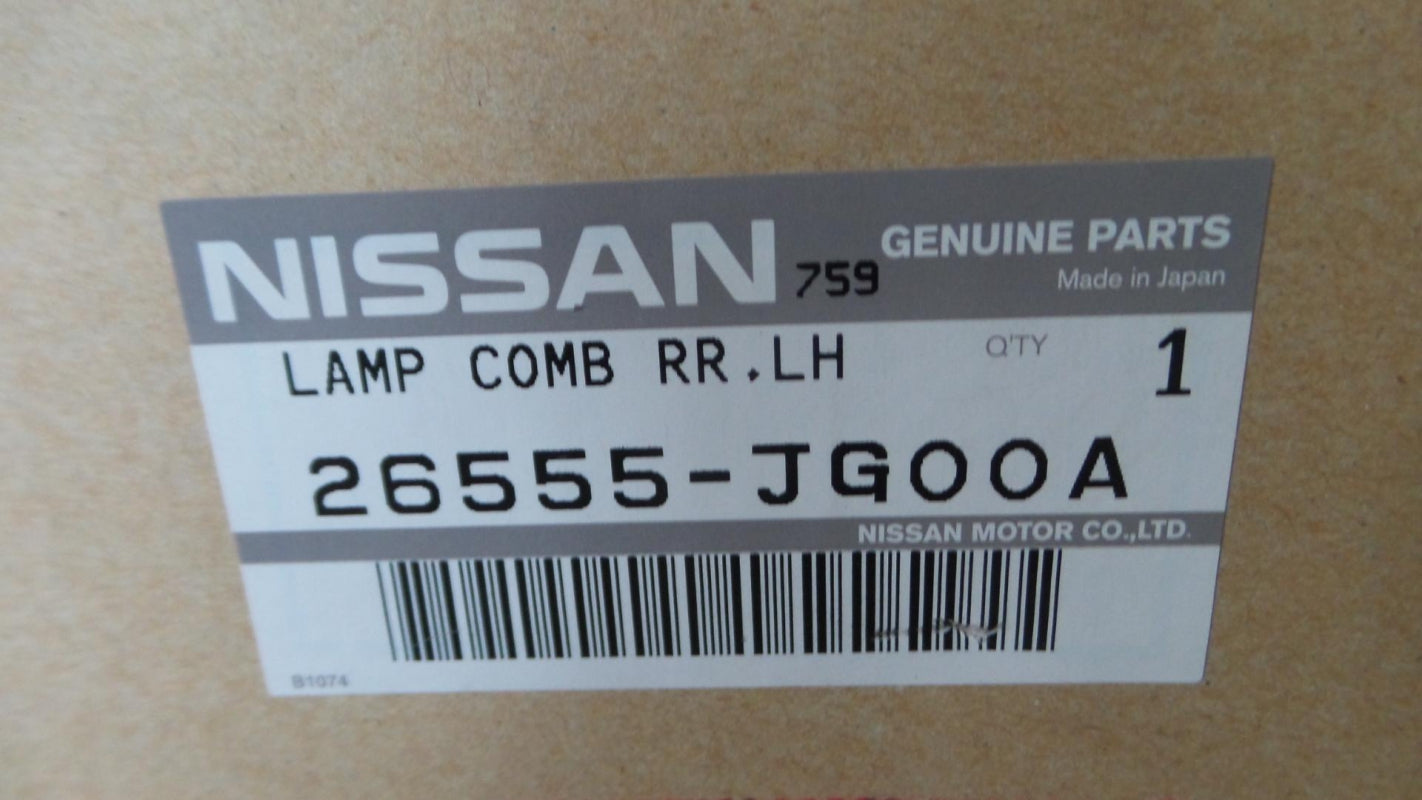 NISSAN 759 GENUINE PARTS
Made in Japan
LAMP COMB RR.LH Q'TY 1
26555-JG00A
NISSAN MOTOR CO.,LTD.
B1074